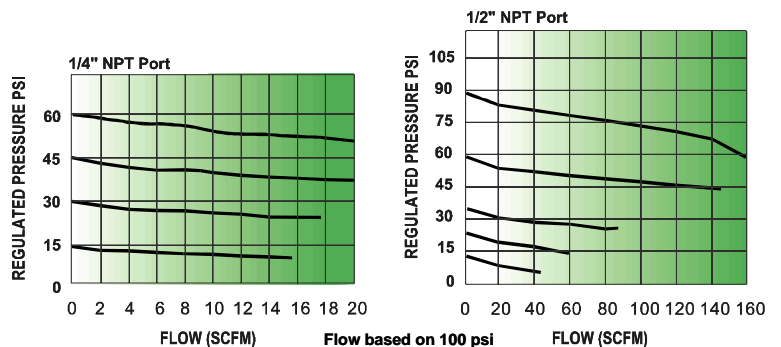 1/4" NPT Port
REGULATED PRESSURE PSI
60
45
30
15
0
0 2 4 6 8 10 12 14 16 18 20
FLOW (SCFM)
1/2" NPT Port
REGULATED PRESSURE PSI
105
90
75
60
45
30
15
0
0 20 40 60 80 100 120 140 160
FLOW (SCFM)
Flow based on 100 psi